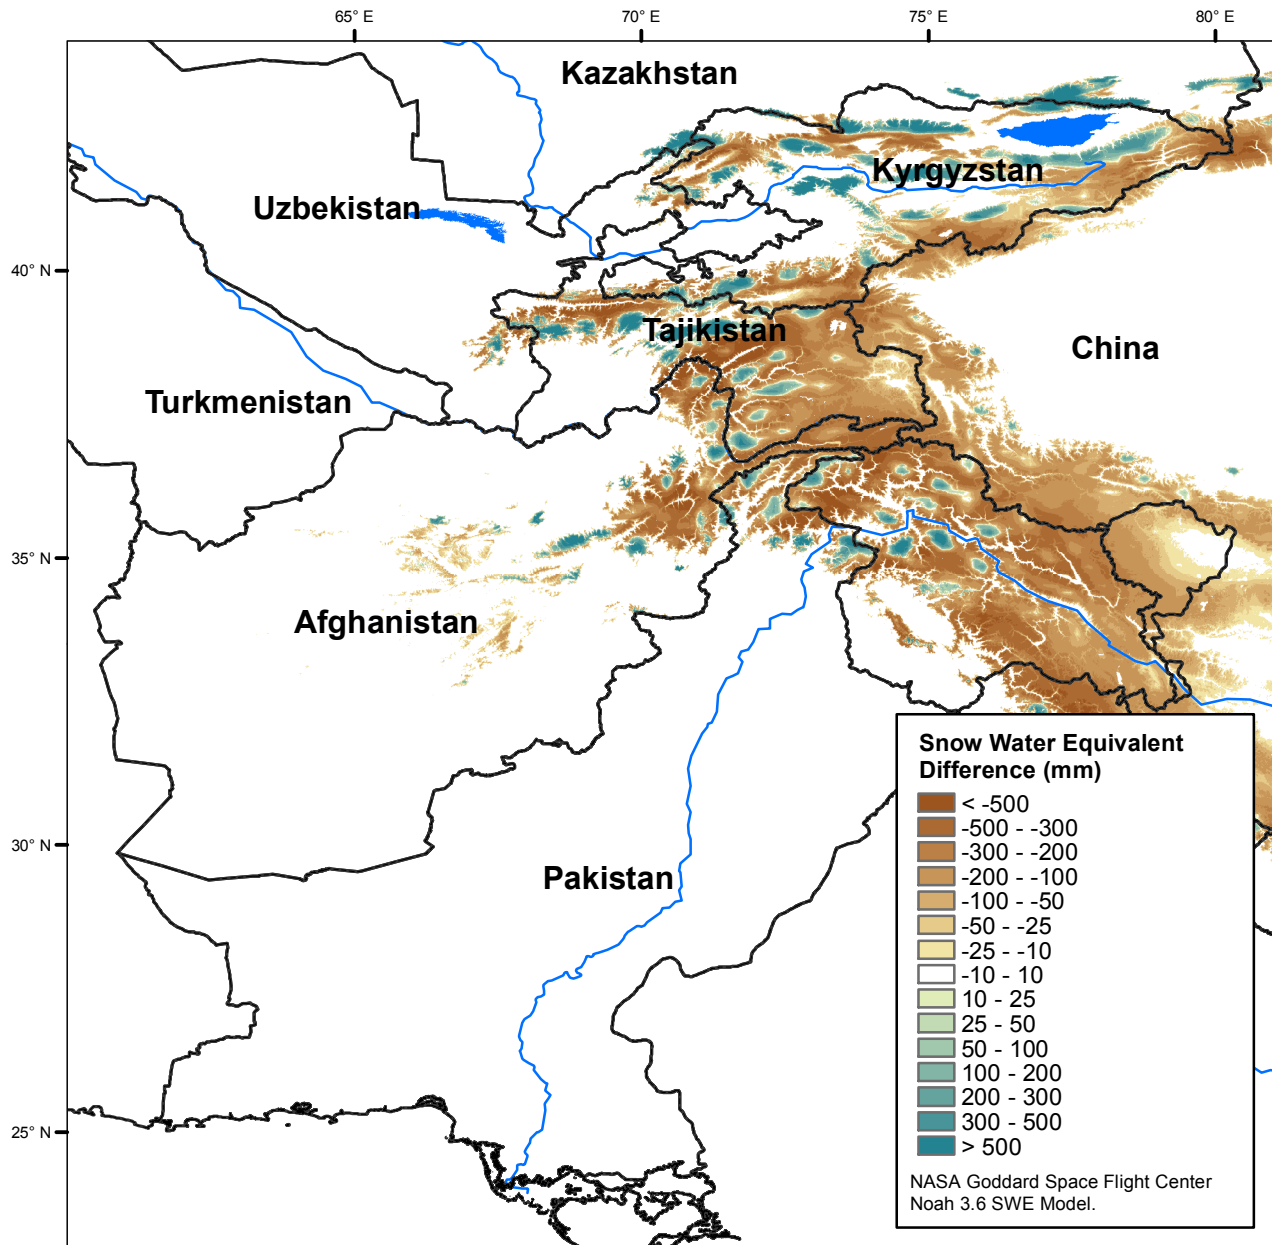 65° E
70° E
75° E
80° E
Kazakhstan
Kyrgyzstan
Uzbekistan
40° N
Tajikistan
China
Turkmenistan
35° N
Afghanistan
Snow Water Equivalent
Difference (mm)
< -500
-500 - -300
-300 - -200
-200 - -100
-100 - -50
-50 - -25
-25 - -10
-10 - 10
10 - 25
25 - 50
50 - 100
100 - 200
200 - 300
300 - 500
> 500
NASA Goddard Space Flight Center
Noah 3.6 SWE Model.
30° N
Pakistan
25° N